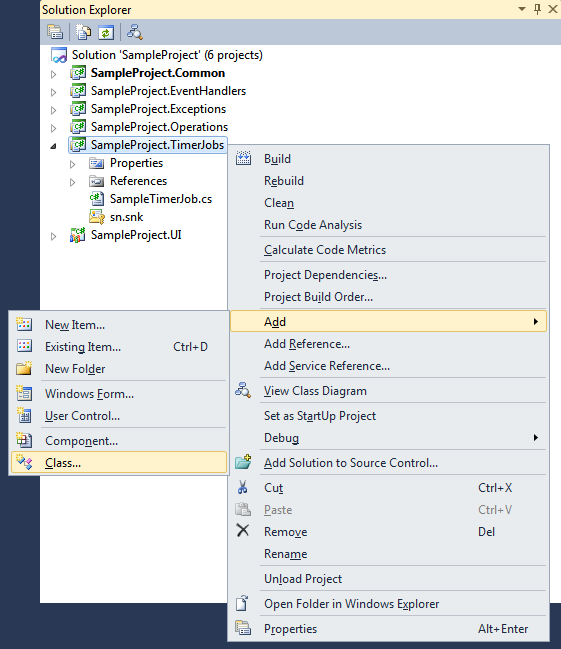 Solution Explorer
Solution 'SampleProject' (6 projects)
SampleProject.Common
SampleProject.EventHandlers
SampleProject.Exceptions
SampleProject.Operations
SampleProject.TimerJobs
Properties
References
SampleTimerJob.cs
sn.snk
SampleProject.UI
Build
Rebuild
Clean
Run Code Analysis
Calculate Code Metrics
Project Dependencies...
Project Build Order...
Add
Add Reference...
Add Service Reference...
View Class Diagram
Set as StartUp Project
Debug
Add Solution to Source Control...
Cut Ctrl+X
Paste Ctrl+V
Remove Del
Rename
Unload Project
Open Folder in Windows Explorer
Properties Alt+Enter
New Item...
Existing Item... Ctrl+D
New Folder
Windows Form...
User Control...
Component...
Class...